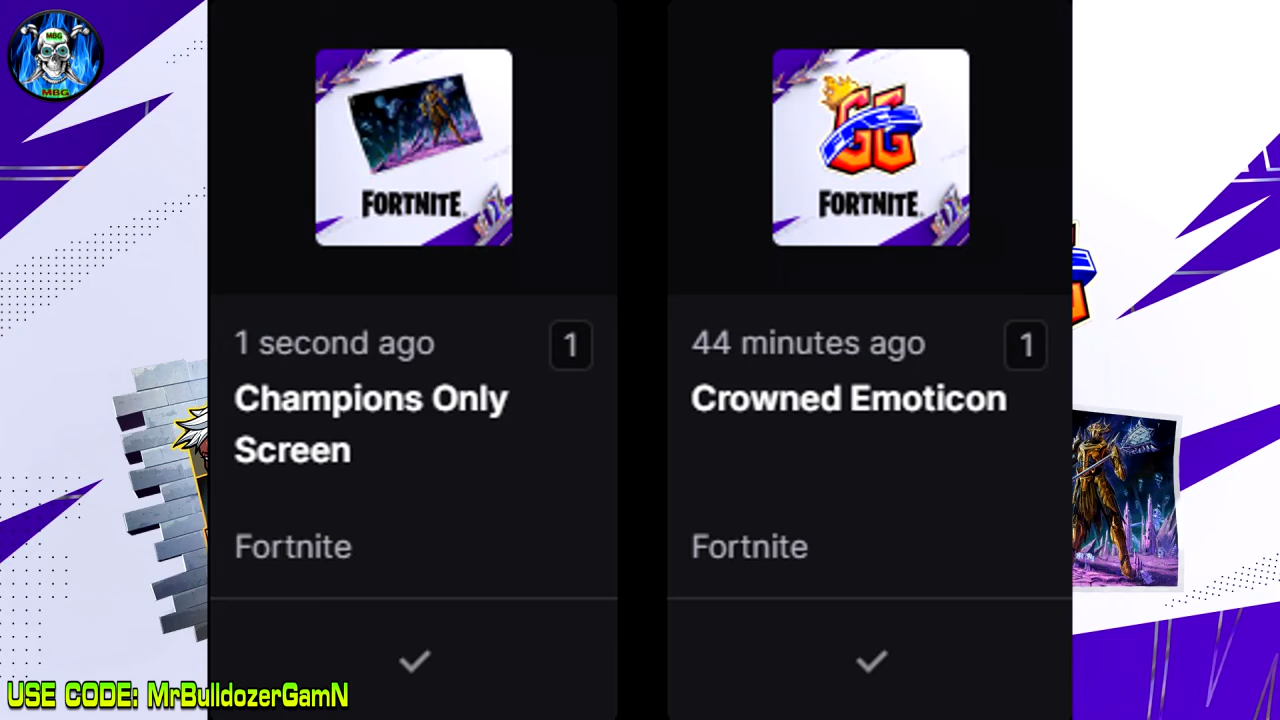 MBG
MBG
GG
FORTNITE
FORTNITE
1 second ago
1
44 minutes ago
1
Champions Only
Screen
Crowned Emoticon
Fortnite
Fortnite
USE CODE: MrBulldozerGamN